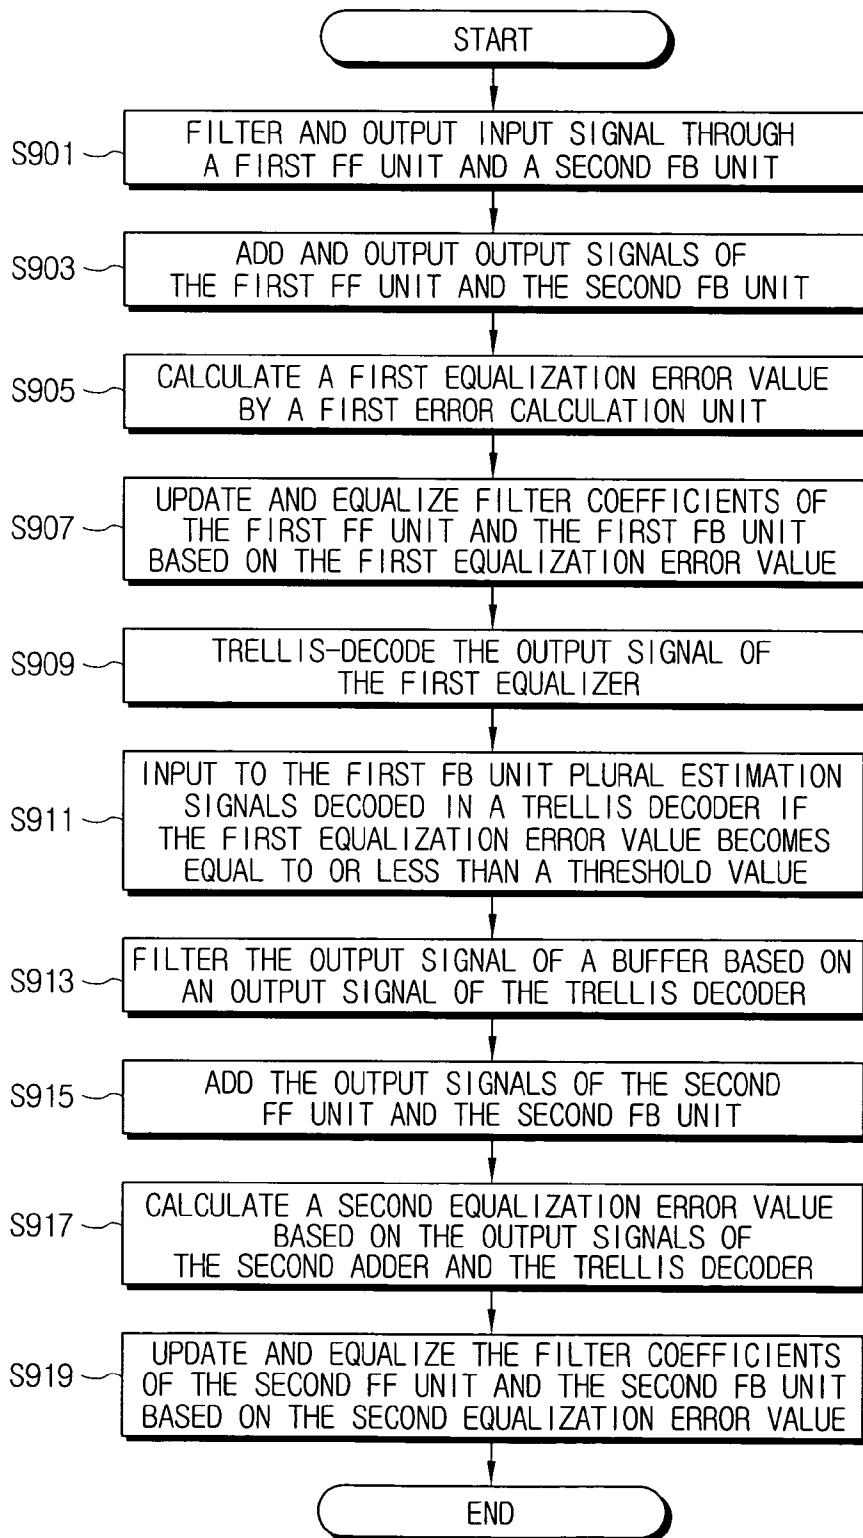 START
S901
FILTER AND OUTPUT INPUT SIGNAL THROUGH
A FIRST FF UNIT AND A SECOND FB UNIT
S903
ADD AND OUTPUT OUTPUT SIGNALS OF
THE FIRST FF UNIT AND THE SECOND FB UNIT
S905
CALCULATE A FIRST EQUALIZATION ERROR VALUE
BY A FIRST ERROR CALCULATION UNIT
S907
UPDATE AND EQUALIZE FILTER COEFFICIENTS OF
THE FIRST FF UNIT AND THE FIRST FB UNIT
BASED ON THE FIRST EQUALIZATION ERROR VALUE
S909
TRELLIS-DECODE THE OUTPUT SIGNAL OF
THE FIRST EQUALIZER
S911
INPUT TO THE FIRST FB UNIT PLURAL ESTIMATION
SIGNALS DECODED IN A TRELLIS DECODER IF
THE FIRST EQUALIZATION ERROR VALUE BECOMES
EQUAL TO OR LESS THAN A THRESHOLD VALUE
S913
FILTER THE OUTPUT SIGNAL OF A BUFFER BASED ON
AN OUTPUT SIGNAL OF THE TRELLIS DECODER
S915
ADD THE OUTPUT SIGNALS OF THE SECOND
FF UNIT AND THE SECOND FB UNIT
S917
CALCULATE A SECOND EQUALIZATION ERROR VALUE
BASED ON THE OUTPUT SIGNALS OF
THE SECOND ADDER AND THE TRELLIS DECODER
S919
UPDATE AND EQUALIZE THE FILTER COEFFICIENTS
OF THE SECOND FF UNIT AND THE SECOND FB UNIT
BASED ON THE SECOND EQUALIZATION ERROR VALUE
END